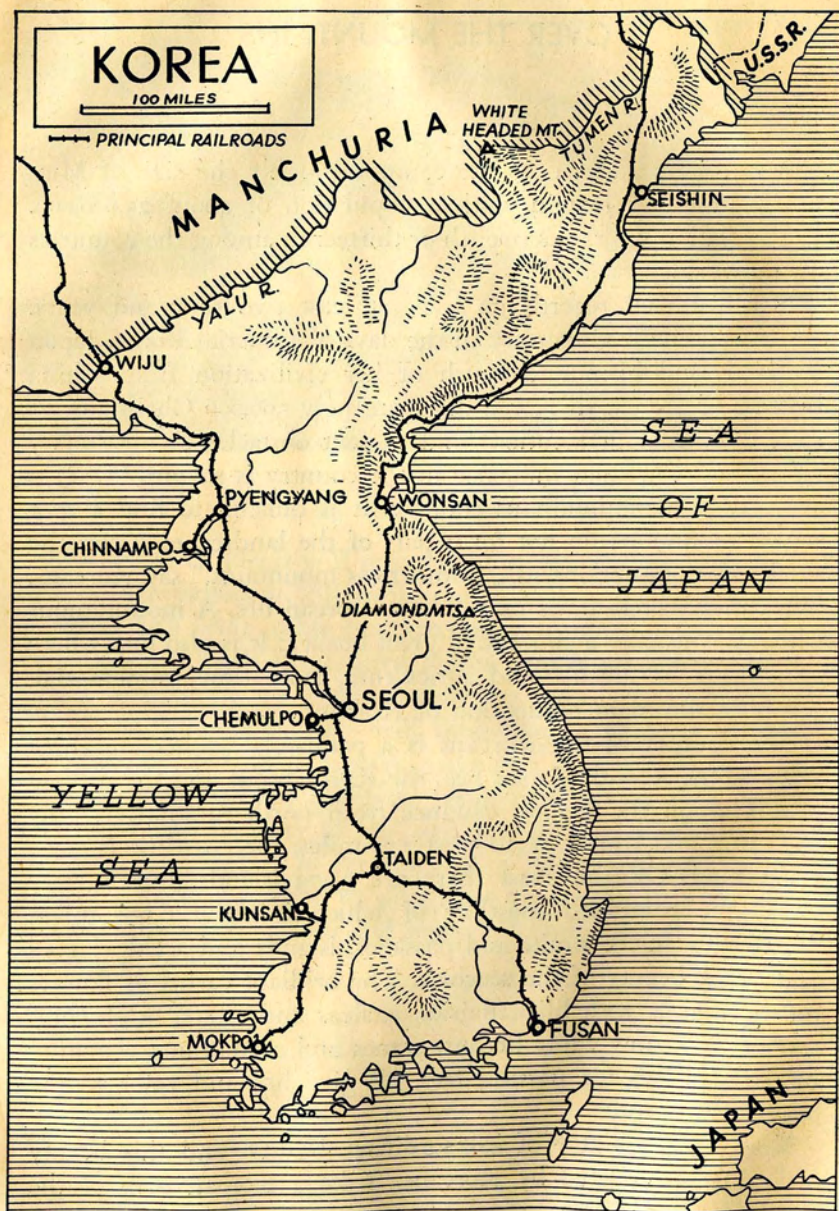 KOREA
100 MILES
PRINCIPAL RAILROADS
U.S.S.R.
MANCHURIA
WHITE
HEADED MT.
TUMEN R.
SEISHIN
YALU R.
WIJU
SEA
OF
JAPAN
PYENGYANG
WONSAN
CHINNAMPO
DIAMOND MTS.
SEOUL
CHEMULPO
YELLOW
SEA
TAIDEN
KUNSAN
FUSAN
MOKPO
JAPAN